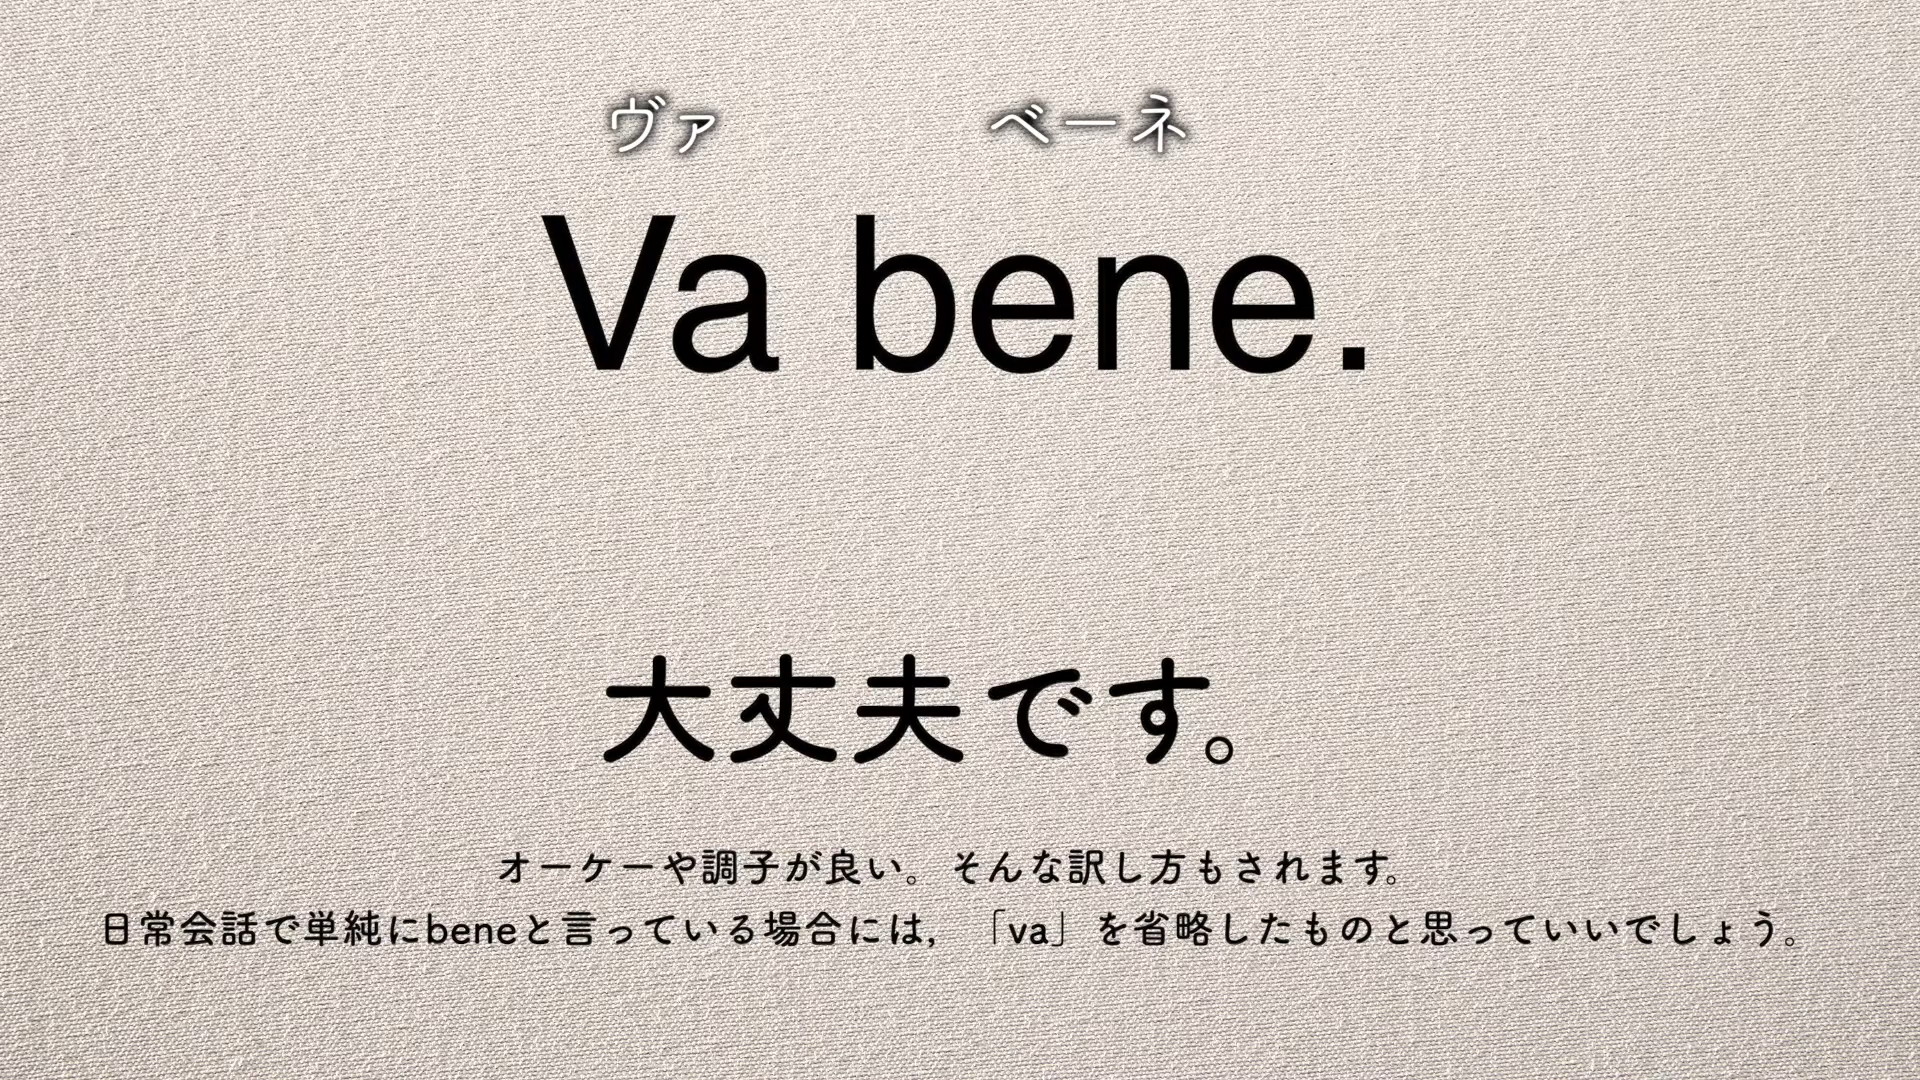 ヴァ ベーネ
Va bene.
大丈夫です。
オーケーや調子が良い。そんな訳し方もされます。
日常会話で単純にbeneと言っている場合には,「va」を省略したものと思っていいでしょう。